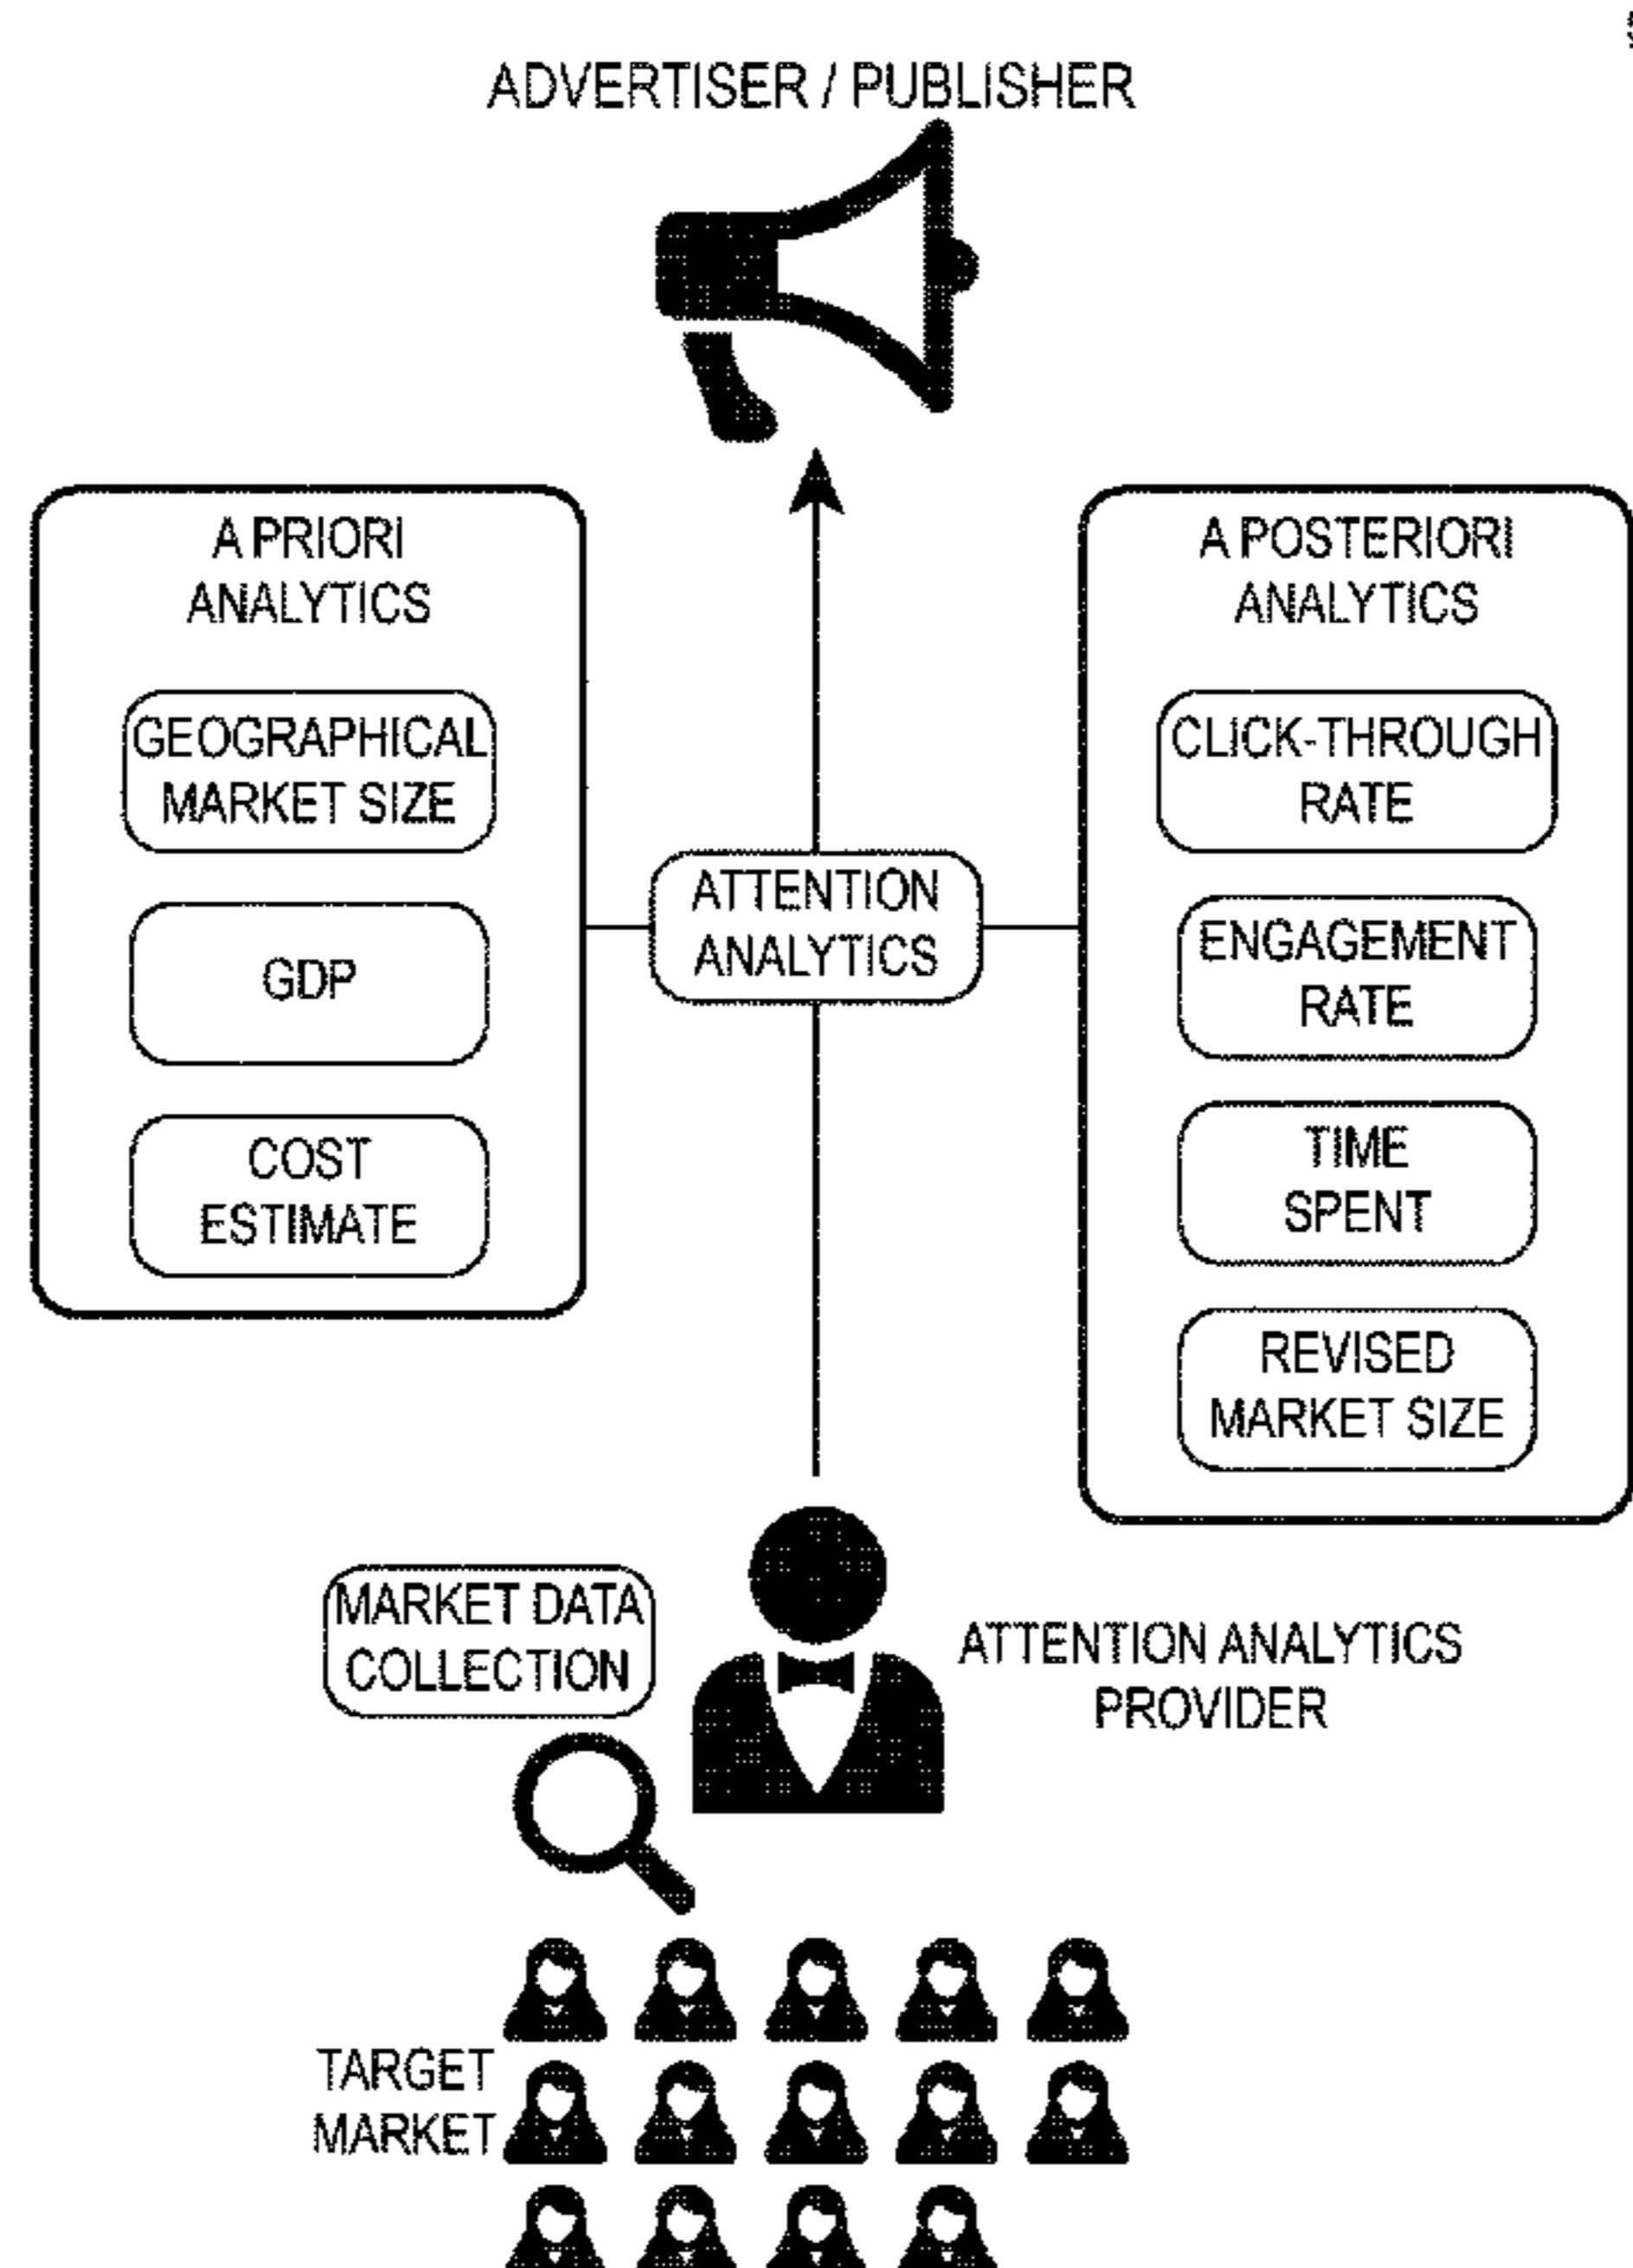 ADVERTISER / PUBLISHER
A PRIORI
ANALYTICS
GEOGRAPHICAL
MARKET SIZE
GDP
COST
ESTIMATE
ATTENTION
ANALYTICS
A POSTERIORI
ANALYTICS
CLICK-THROUGH
RATE
ENGAGEMENT
RATE
TIME
SPENT
REVISED
MARKET SIZE
MARKET DATA
COLLECTION
ATTENTION ANALYTICS
PROVIDER
TARGET
MARKET